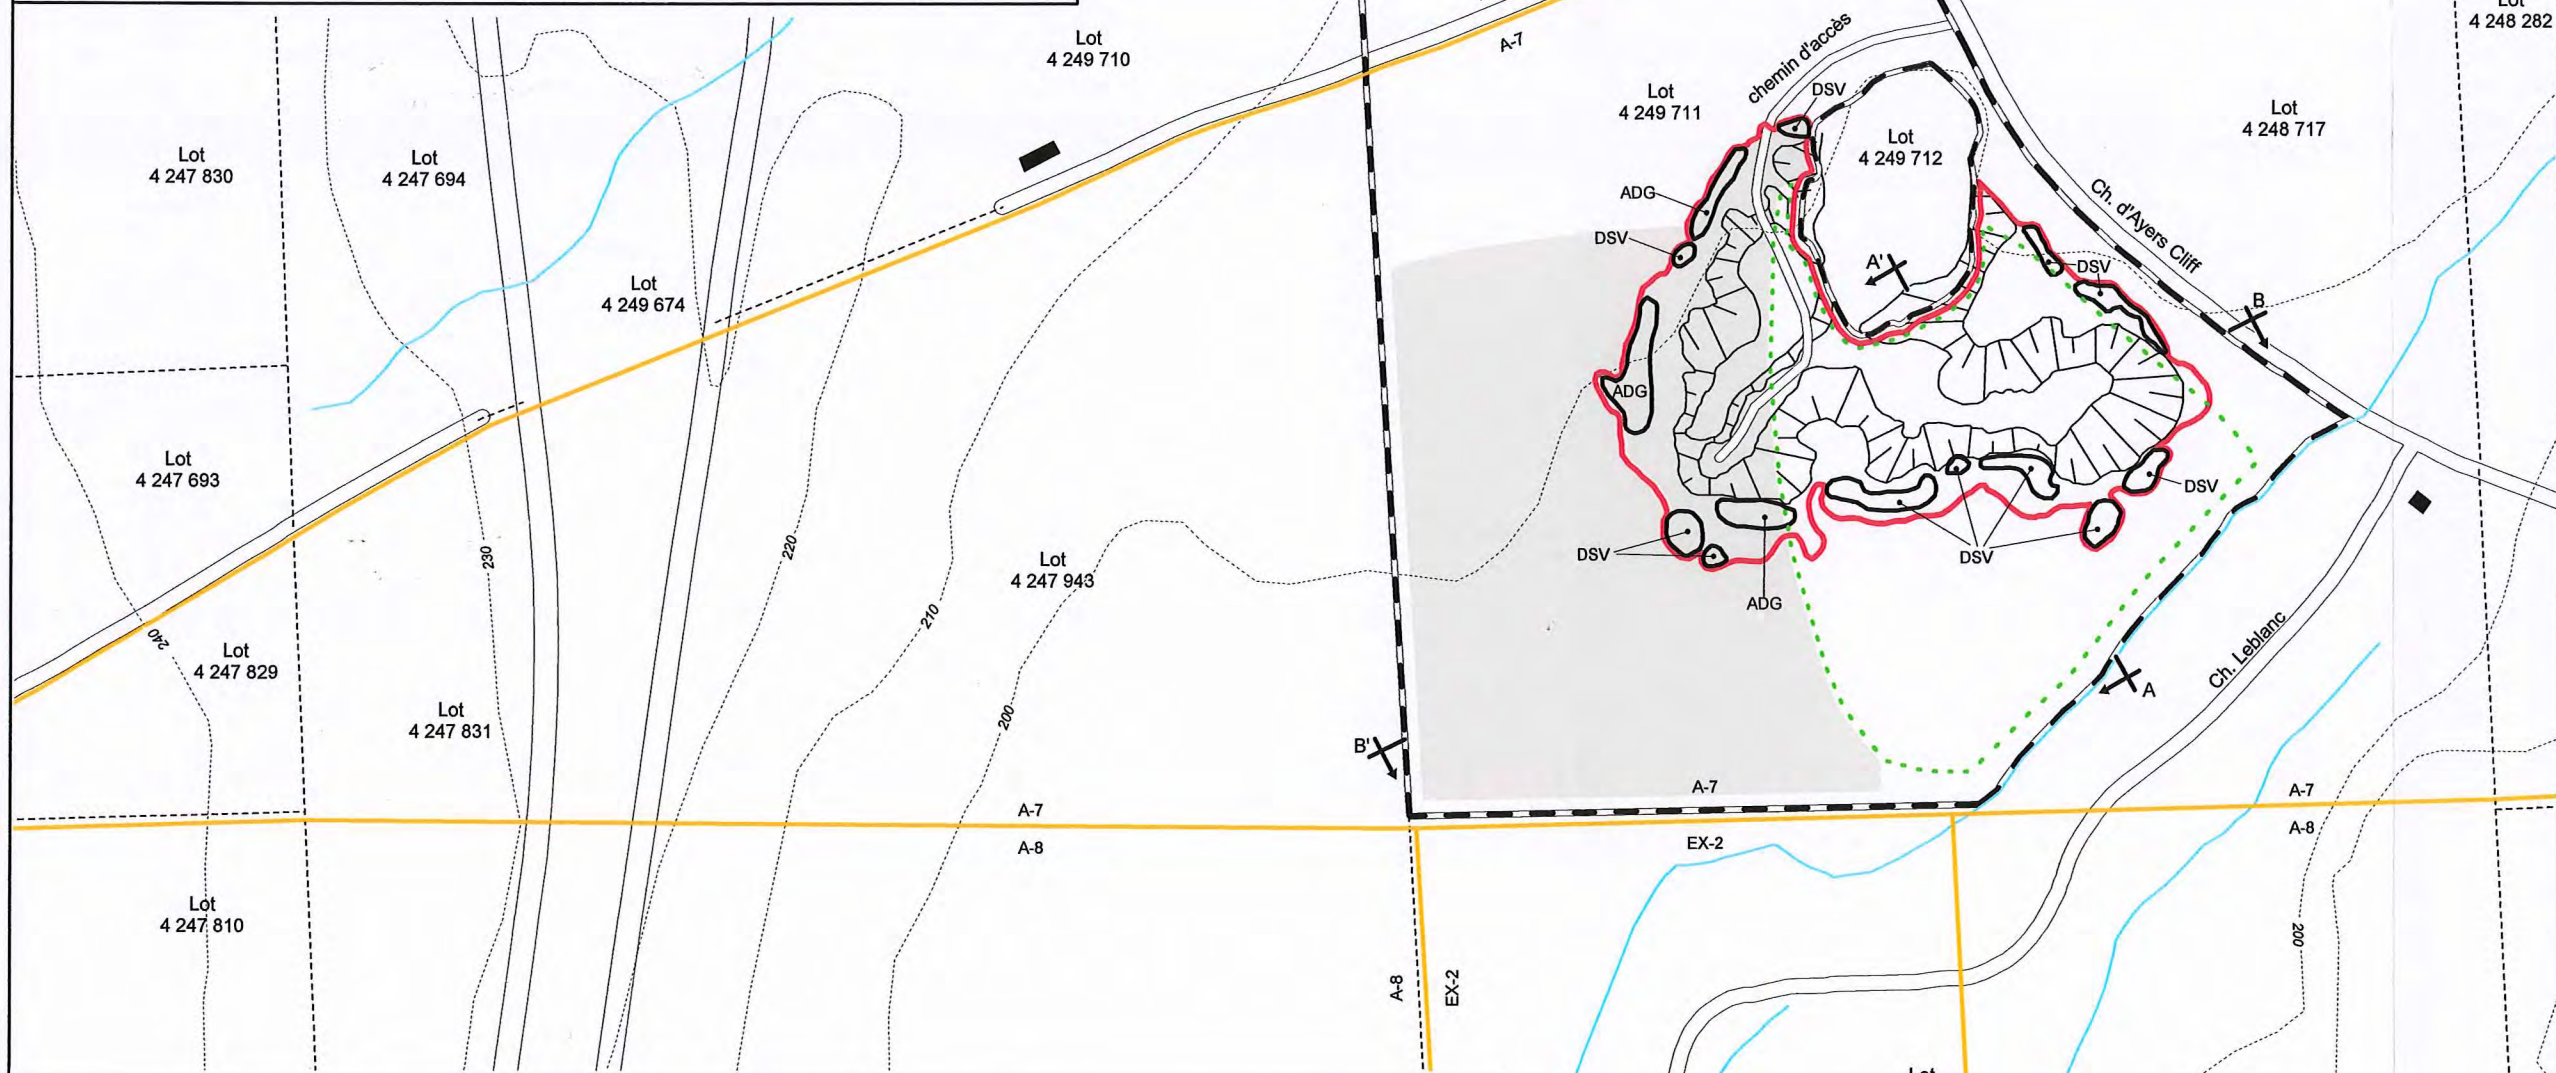 Lot
4 248 282
Lot
4 249 710
A-7
chemin d'accès
Lot
4 249 711
DSV
Lot
4 248 717
Lot
4 247 830
Lot
4 247 694
Lot
4 249 712
ADG
DSV
Ch. d'Ayers Cliff
A'
DSV
B
Lot
4 249 674
ADG
Lot
4 247 693
DSV
230
220
DSV
DSV
Lot
4 247 943
ADG
210
240
Lot
4 247 829
Ch. Leblanc
A
200
Lot
4 247 831
B'
A-7
A-7
A-7
A-8
EX-2
A-8
Lot
4 247 810
200
A-8
EX-2
Lot